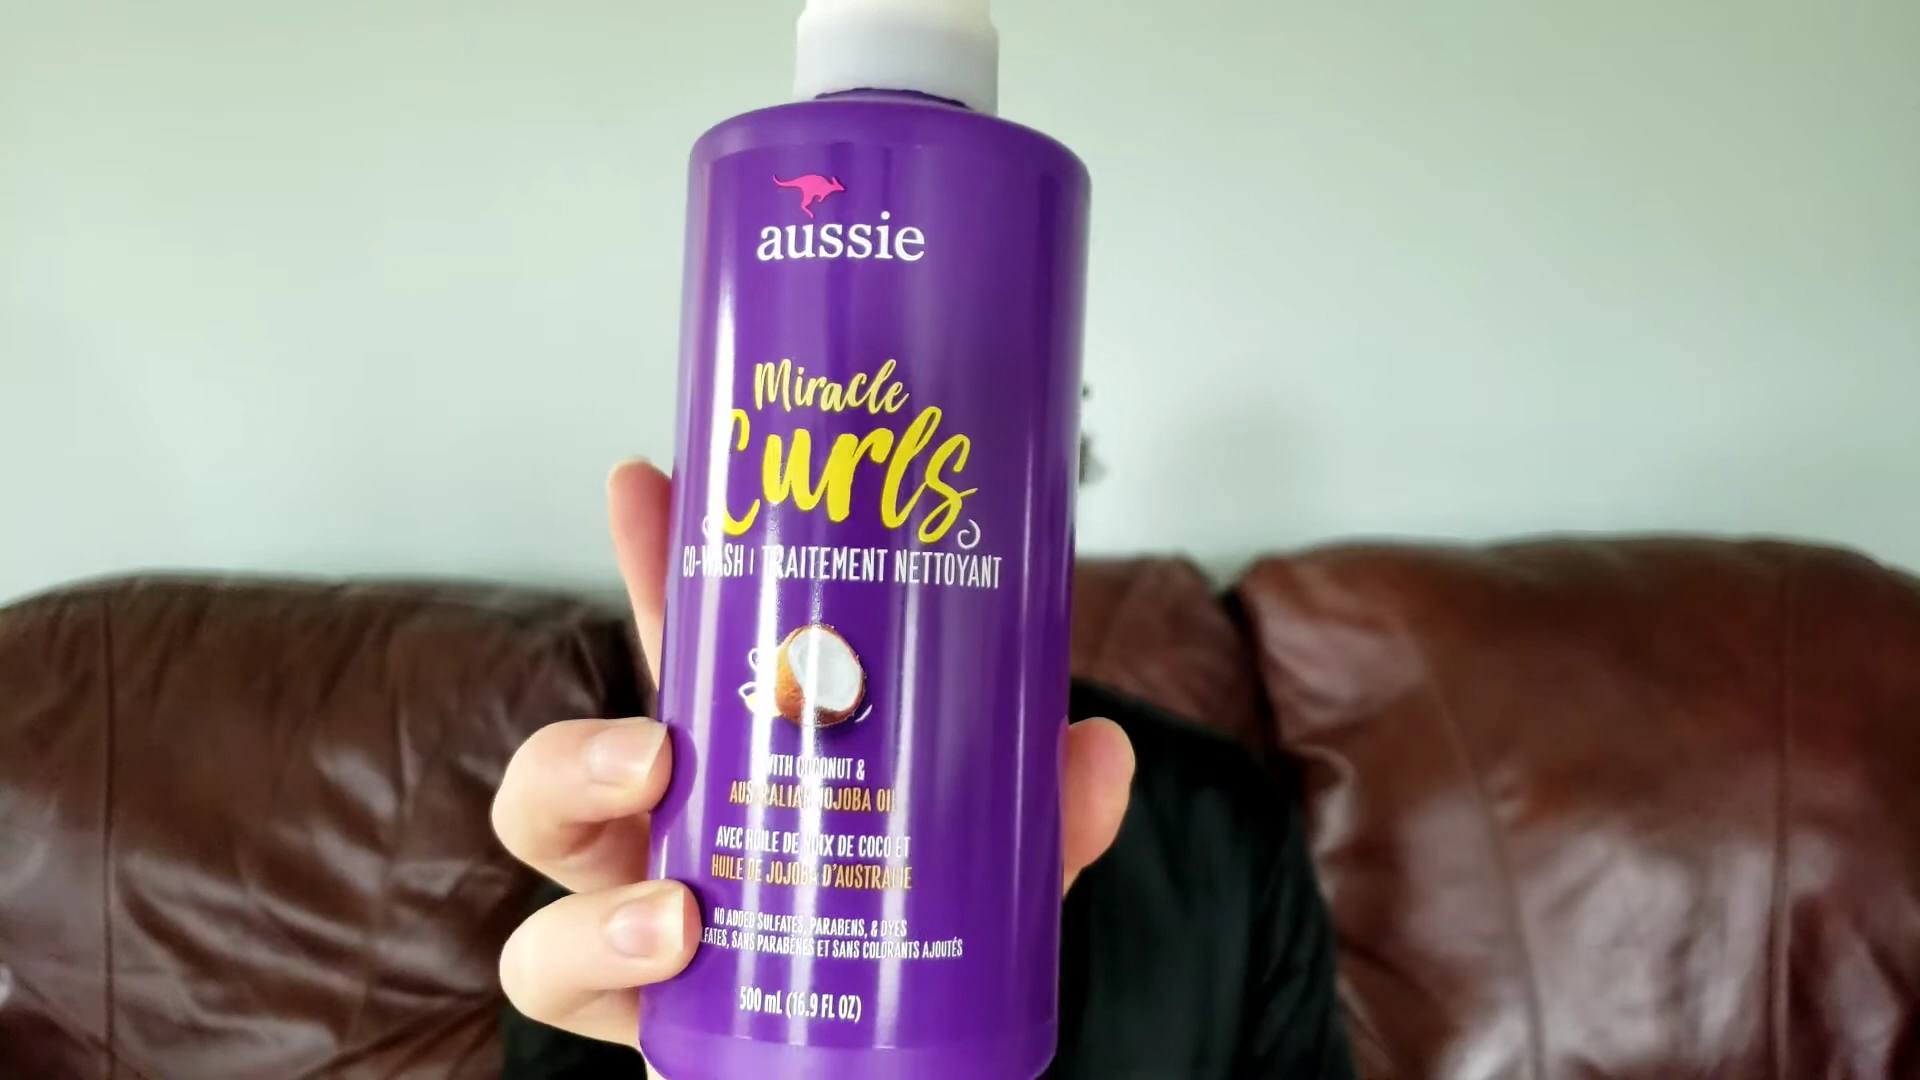 aussie
Miracle
Curls
CO-WASH | TRAITEMENT NETTOYANT
WITH COCONUT &
AUSTRALIAN JOJOBA OIL
AVEC HUILE DE NOIX DE COCO ET
HUILE DE JOJOBA D'AUSTRALIE
NO ADDED SULFATES, PARABENS, & DYES
SANS PARABÈNES ET SANS COLORANTS AJOUTÉS
500 mL (16.9 FL OZ)